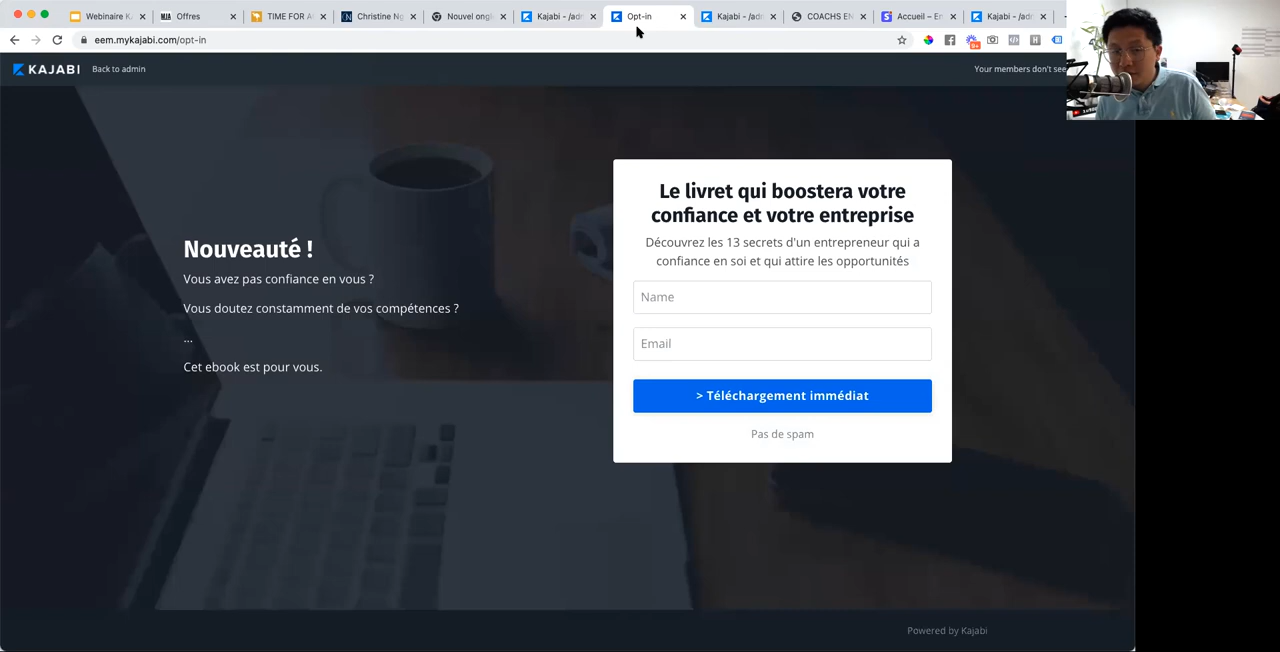 Webinaire K
Offres
TIME FOR A
Christine Ng
Nouvel ongl
Kajabi - /adm
Opt-in
Kajabi - /adm
COACHS EN
Accueil – En
Kajabi - /adr
eem.mykajabi.com/opt-in
KAJABI
Back to admin
Your members don't see
Nouveauté !
Vous avez pas confiance en vous ?
Vous doutez constamment de vos compétences ?
...
Cet ebook est pour vous.
Le livret qui boostera votre
confiance et votre entreprise
Découvrez les 13 secrets d'un entrepreneur qui a
confiance en soi et qui attire les opportunités
Name
Email
> Téléchargement immédiat
Pas de spam
Powered by Kajabi